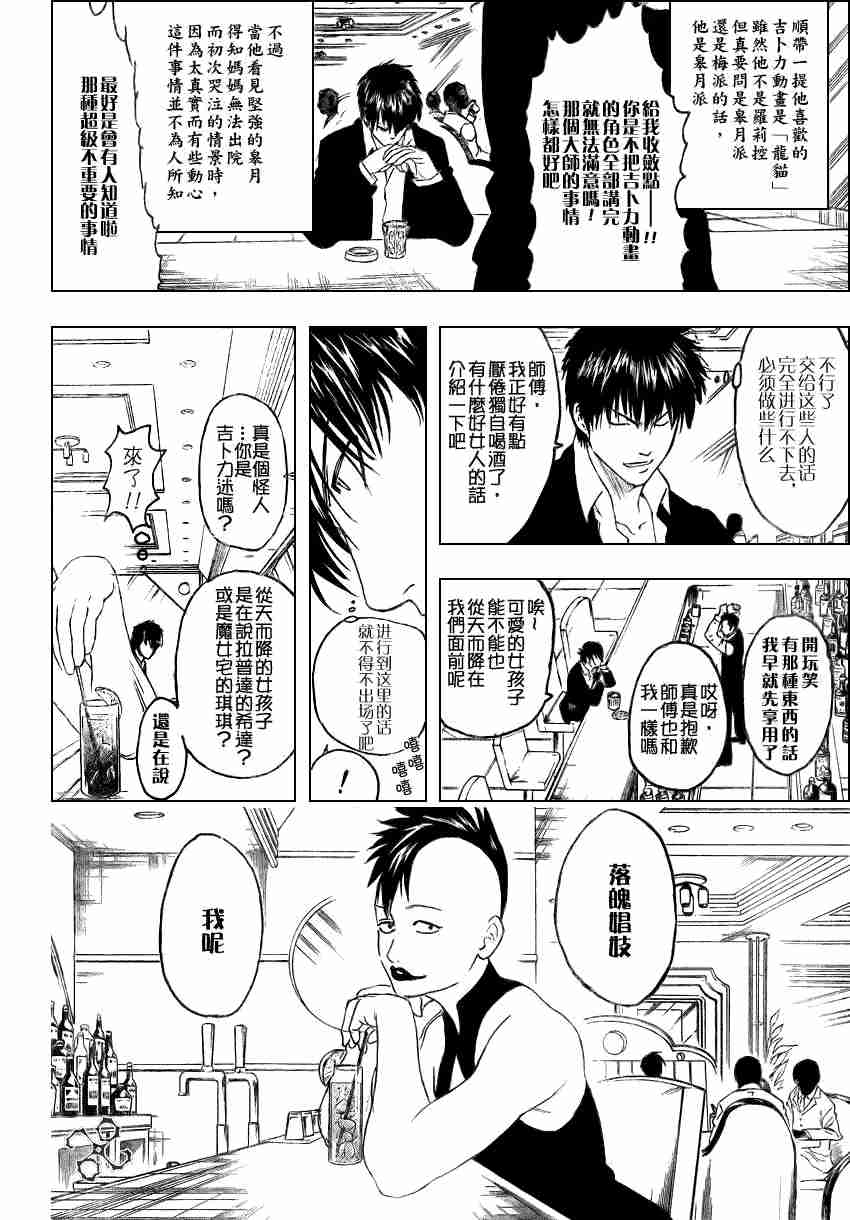 順帶一提他喜歡的
吉卜力動畫是「龍貓」
雖然他不是羅莉控
但真要問是皋月派
還是梅派的話，
他是皋月派
給我收斂點——!!
你是不把吉卜力動畫
的角色全部講完
就無法滿意嗎！
那個大師的事情
怎樣都好吧
不過
當他看見堅強的皋月
得知媽媽無法出院
而初次哭泣的情景時，
因為太真實而有些動心
這件事情並不為人所知
最好是會有人知道啦
那種超級不重要的事情
不行了
交给这些人的话
完全进行不下去，
必须做些什么
師傅，
我正好有點
厭倦獨自喝酒了，
有什麼好女人的話
介紹一下吧
開玩笑
有那種東西的話
我早就先享用了
哎呀，
真是抱歉
師傅也和
我一樣嗎
唉~
可愛的女孩子
能不能也
從天而降在
我們面前呢
进行到这里的话
就不得不出场了吧
嘻嘻
嘻嘻
！
真是個怪人
…你是
吉卜力迷嗎？
來了!!
從天而降的女孩子
是在說拉普達的希達？
或是魔女宅的琪琪？
還是在說
落魄娼妓
我呢